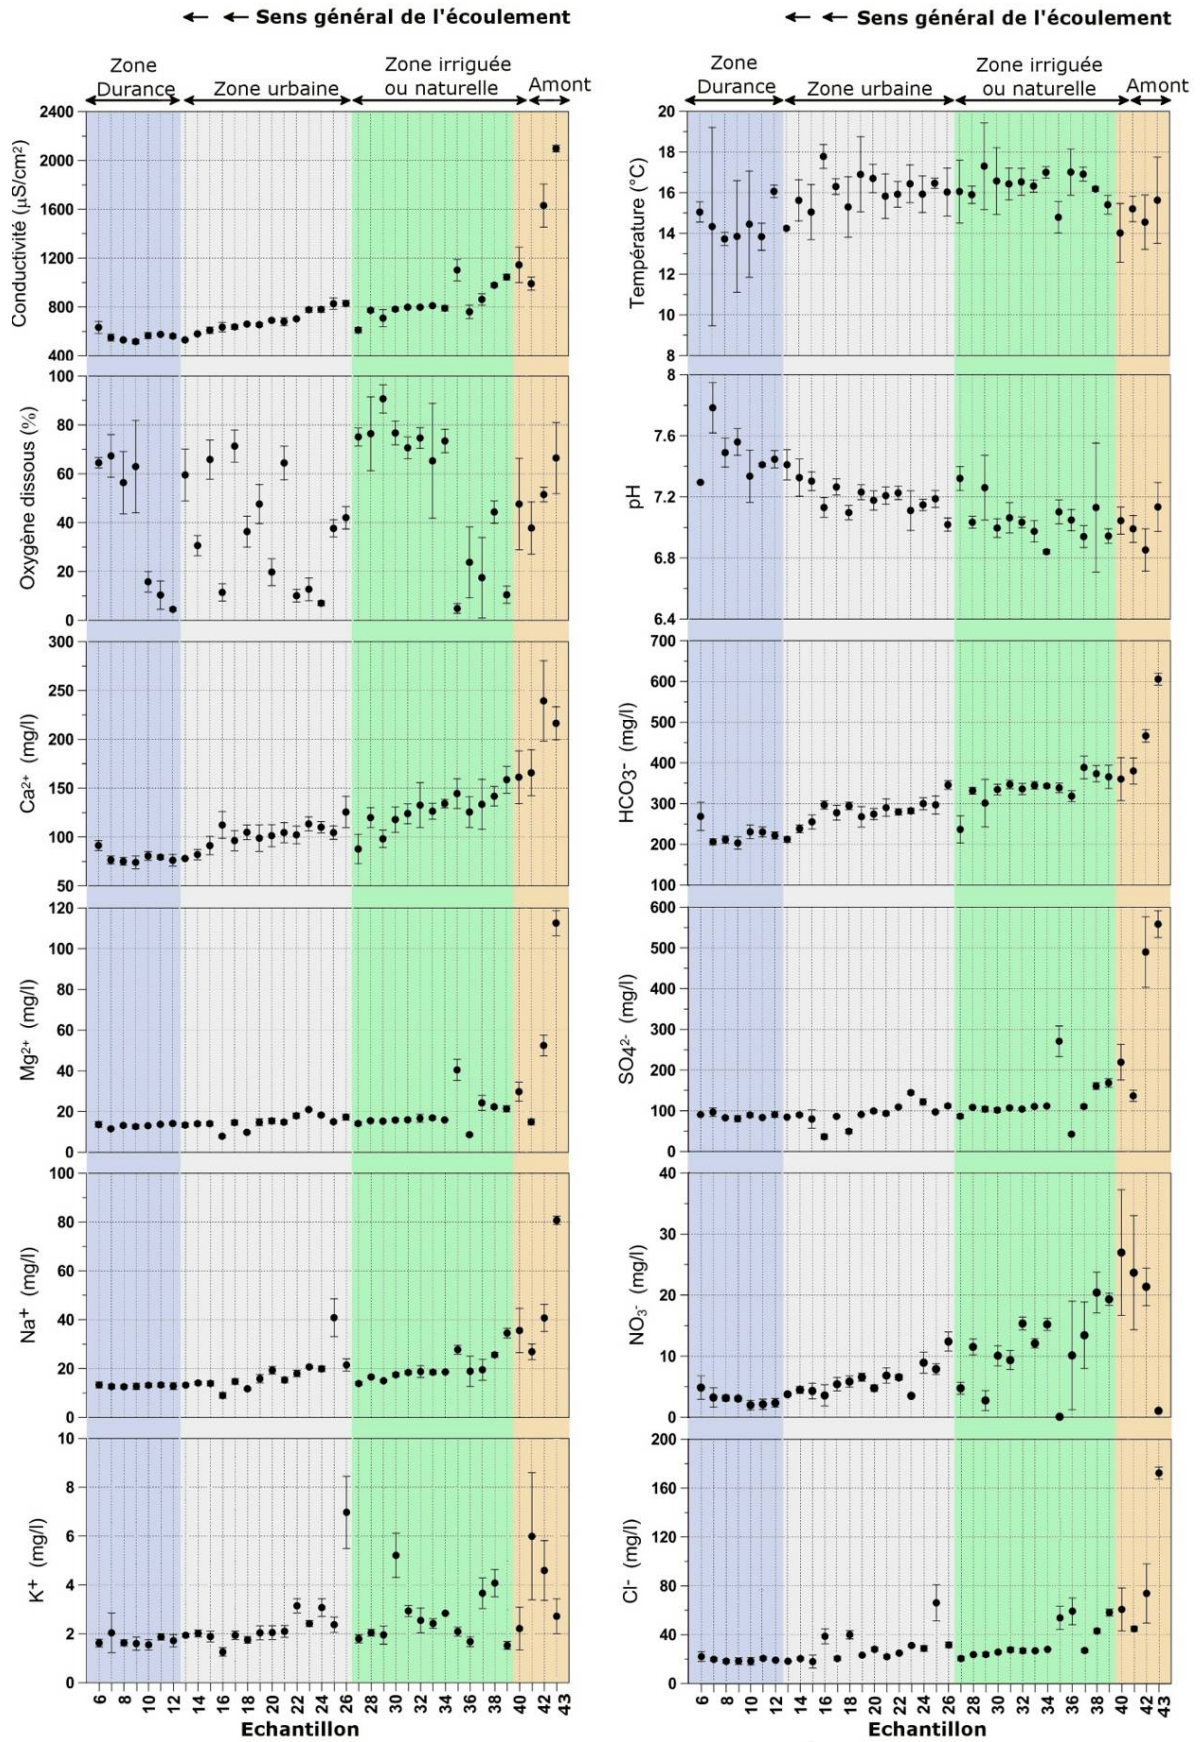 ← ← Sens général de l'écoulement
Zone Durance
Zone urbaine
Zone irriguée ou naturelle
Amont
Conductivité (µS/cm²)
2400
2000
1600
1200
800
400
Oxygène dissous (%)
100
80
60
40
20
0
Ca²⁺ (mg/l)
300
250
200
150
100
50
Mg²⁺ (mg/l)
120
100
80
60
40
20
0
Na⁺ (mg/l)
100
80
60
40
20
0
K⁺ (mg/l)
10
8
6
4
2
0
6 8 10 12 14 16 18 20 22 24 26 28 30 32 34 36 38 40 42 43
Echantillon
← ← Sens général de l'écoulement
Zone Durance
Zone urbaine
Zone irriguée ou naturelle
Amont
Température (°C)
20
18
16
14
12
10
8
pH
8
7.6
7.2
6.8
6.4
HCO3⁻ (mg/l)
700
600
500
400
300
200
100
SO4²⁻ (mg/l)
600
500
400
300
200
100
0
NO₃⁻ (mg/l)
40
30
20
10
0
Cl⁻ (mg/l)
200
160
120
80
40
0
6 8 10 12 14 16 18 20 22 24 26 28 30 32 34 36 38 40 42 43
Echantillon